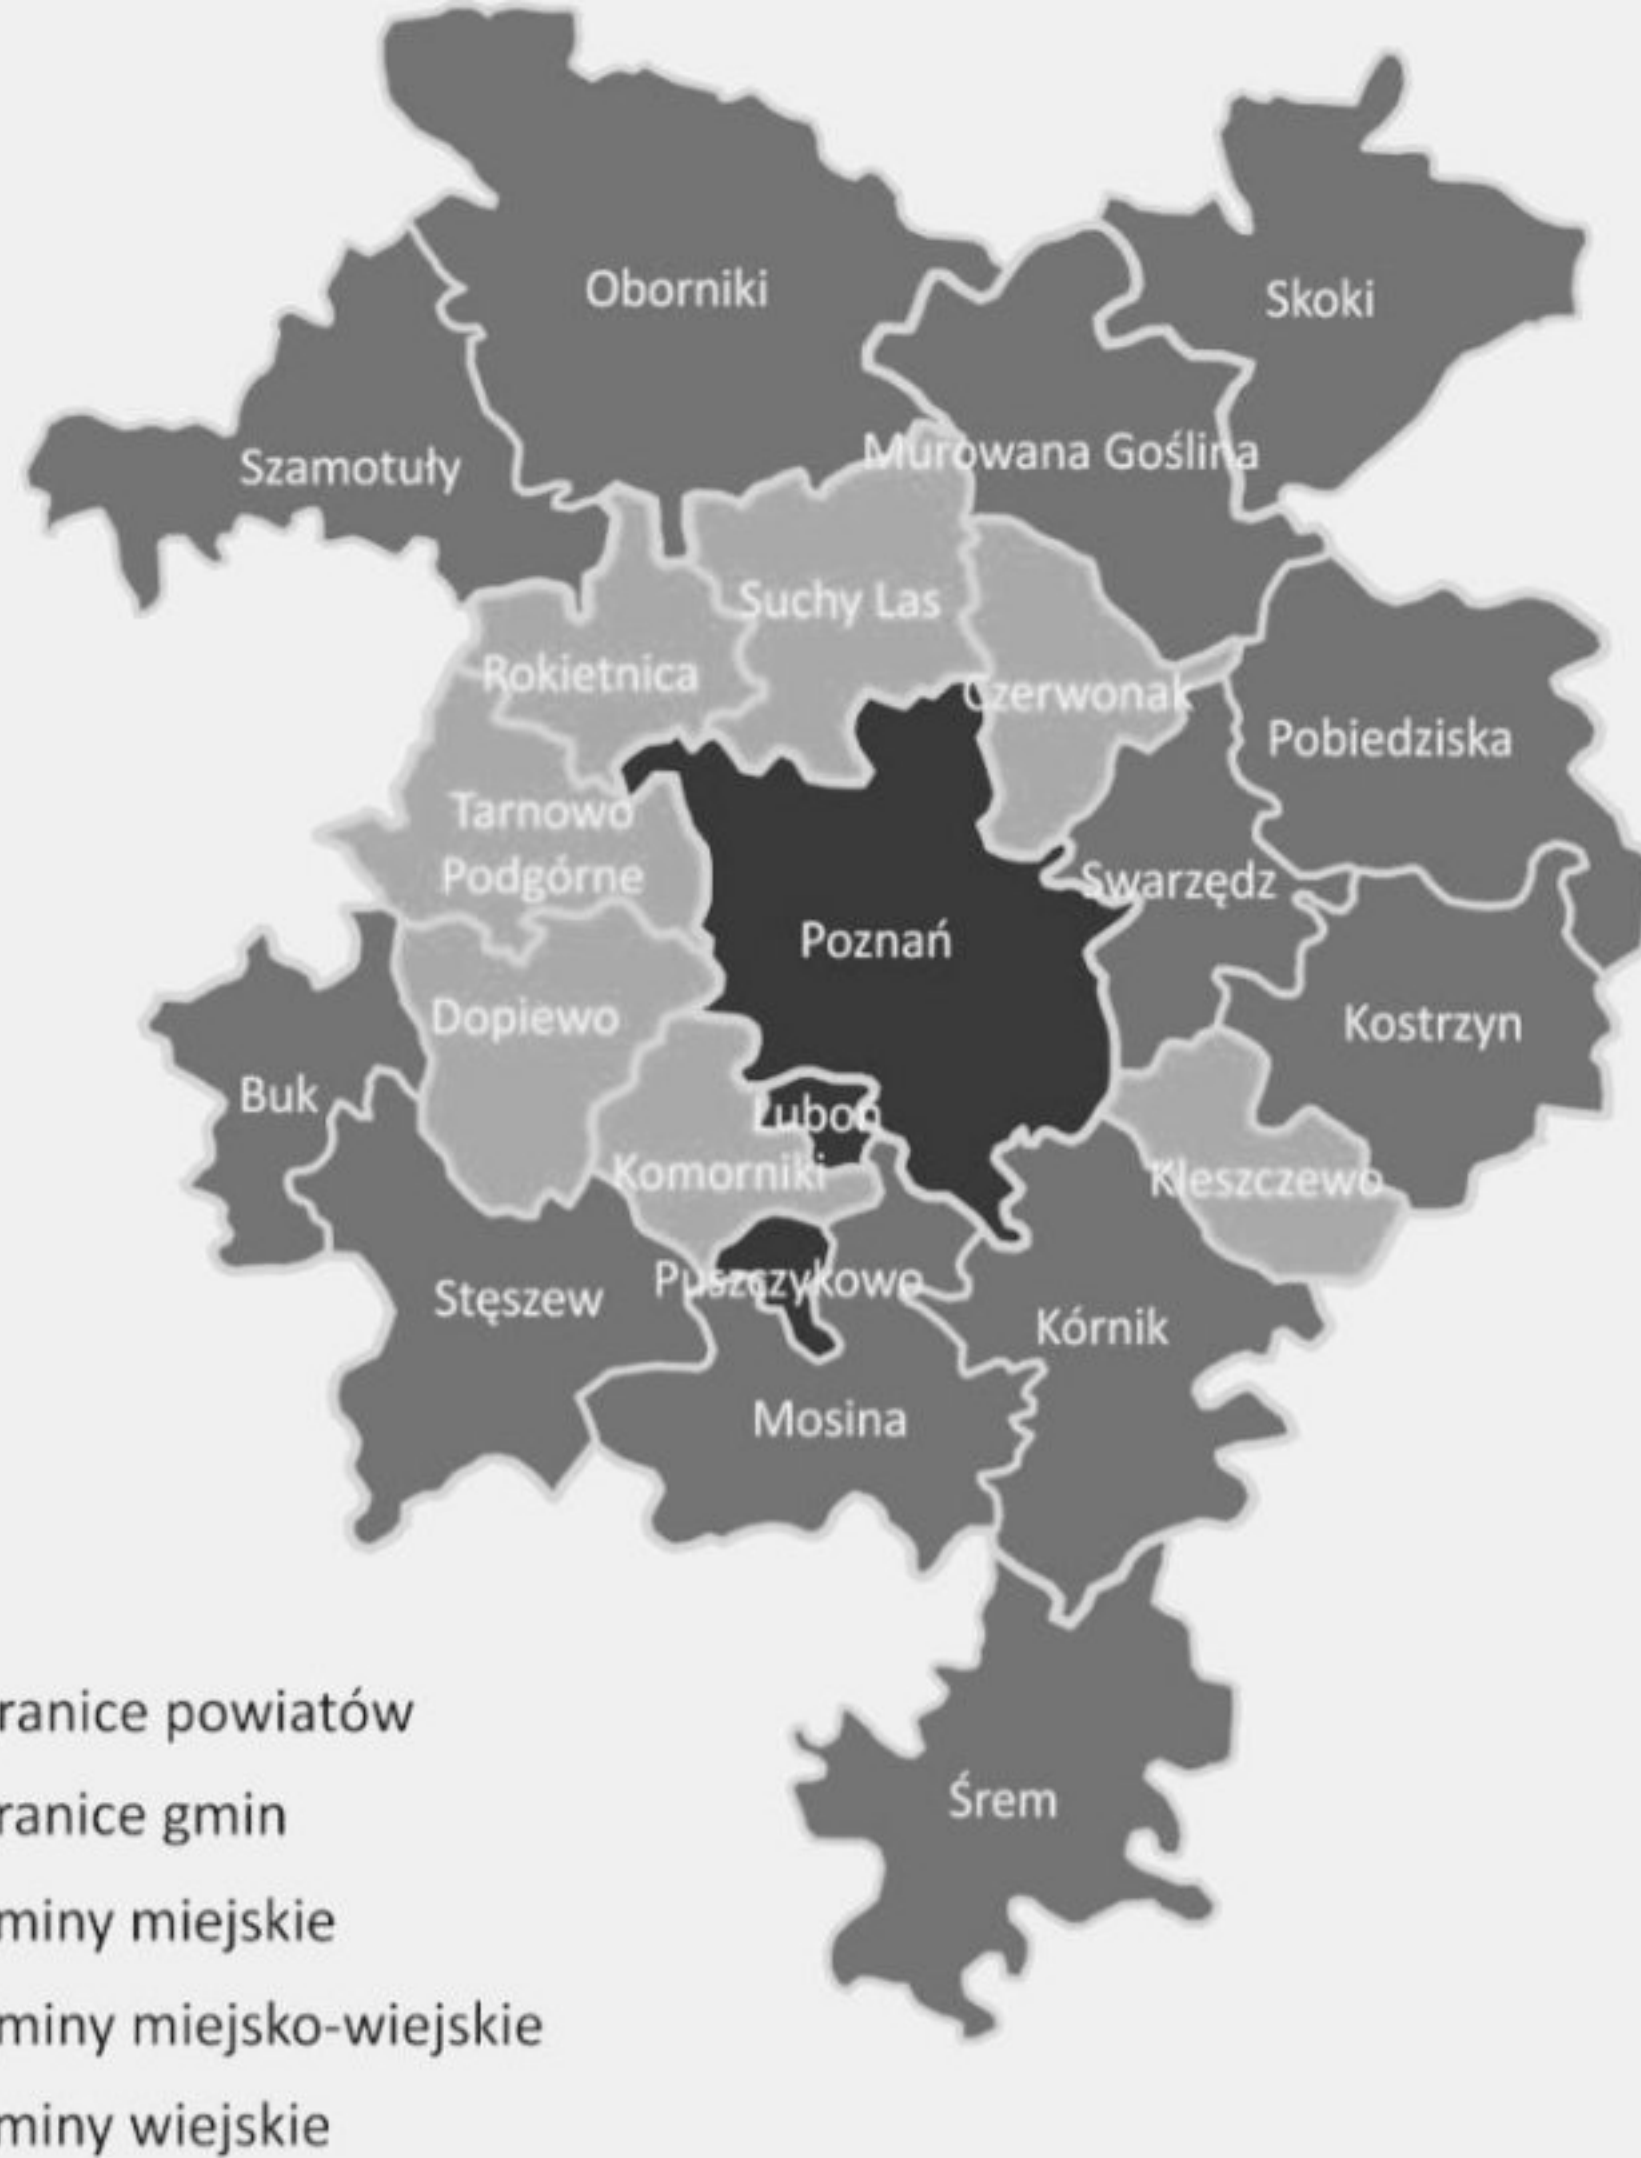 Oborniki
Skoki
Murowana Goślina
Szamotuły
Suchy Las
Rokietnica
Czerwonak
Pobiedziska
Tarnowo
Podgórne
Swarzędz
Poznań
Dopiewo
Kostrzyn
Buk
Luboń
Komorniki
Kleszczewo
Puszczykowo
Stęszew
Kórnik
Mosina
Śrem
ranice powiatów
ranice gmin
miny miejskie
miny miejsko-wiejskie
miny wiejskie